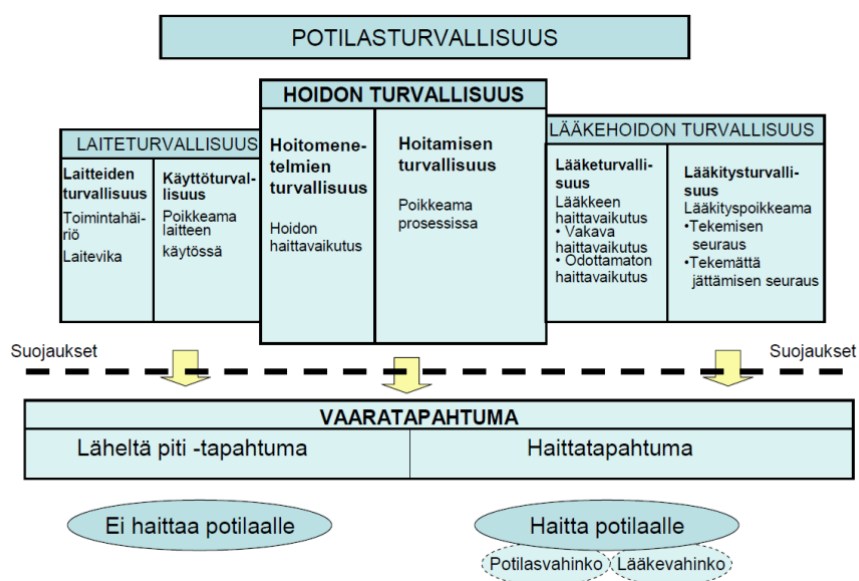 POTILASTURVALLISUUS
HOIDON TURVALLISUUS
LAITETURVALLISUUS
LÄÄKEHOIDON TURVALLISUUS
Laitteiden
turvallisuus
Toimintahäi-
riö
Laitevika
Käyttöturval-
lisuus
Poikkeama
laitteen
käytössä
Hoitomene-
telmien
turvallisuus
Hoidon
haittavaikutus
Hoitamisen
turvallisuus
Poikkeama
prosessissa
Lääketurvalli-
suus
Lääkkeen
haittavaikutus
• Vakava
haittavaikutus
• Odottamaton
haittavaikutus
Lääkitysturvalli-
suus
Lääkityspoikkeama
•Tekemisen
seuraus
•Tekemättä
jättämisen seuraus
Suojaukset
Suojaukset
VAARATAPAHTUMA
Läheltä piti -tapahtuma
Haittatapahtuma
Ei haittaa potilaalle
Haitta potilaalle
Potilasvahinko
Lääkevahinko